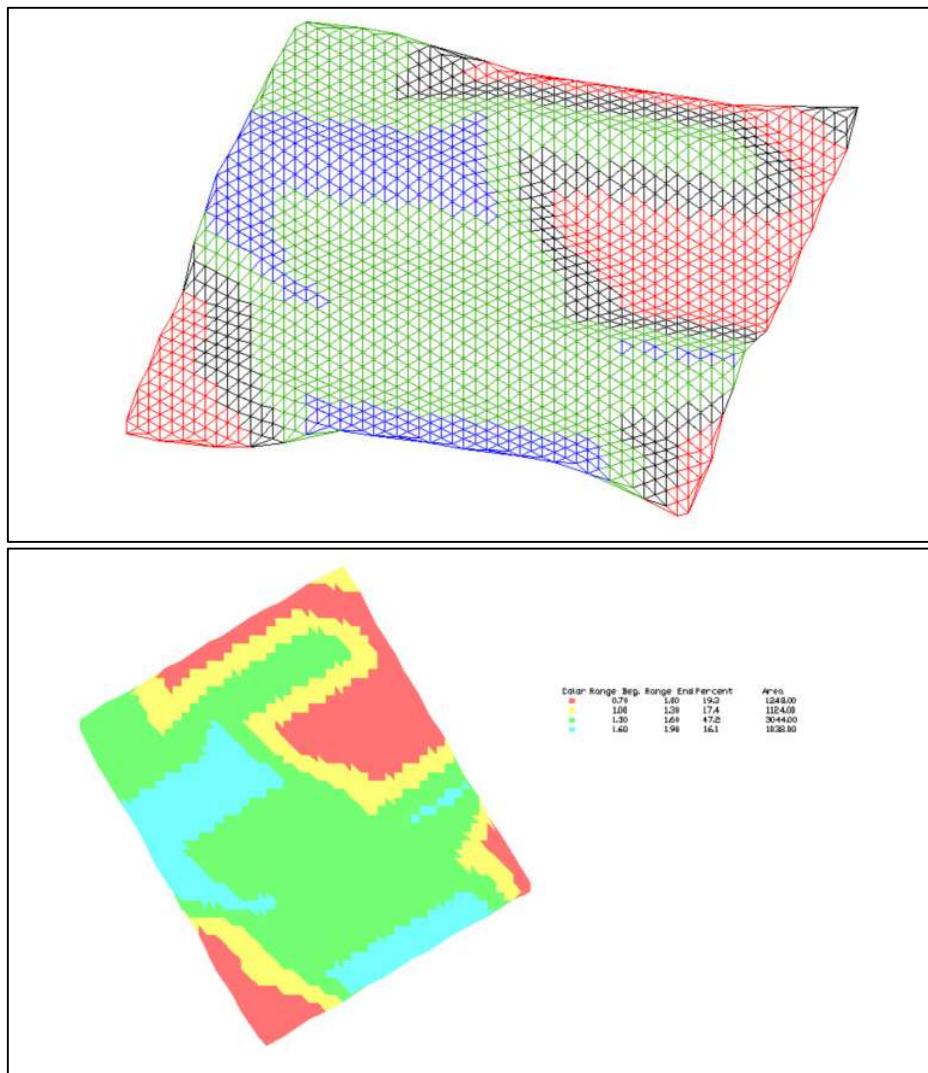 Color Range Beg. Range End Percent Area
0.70 1.00 19.3 1248.00
1.00 1.30 17.4 1124.00
1.30 1.60 47.2 3044.00
1.60 1.90 16.1 1038.00